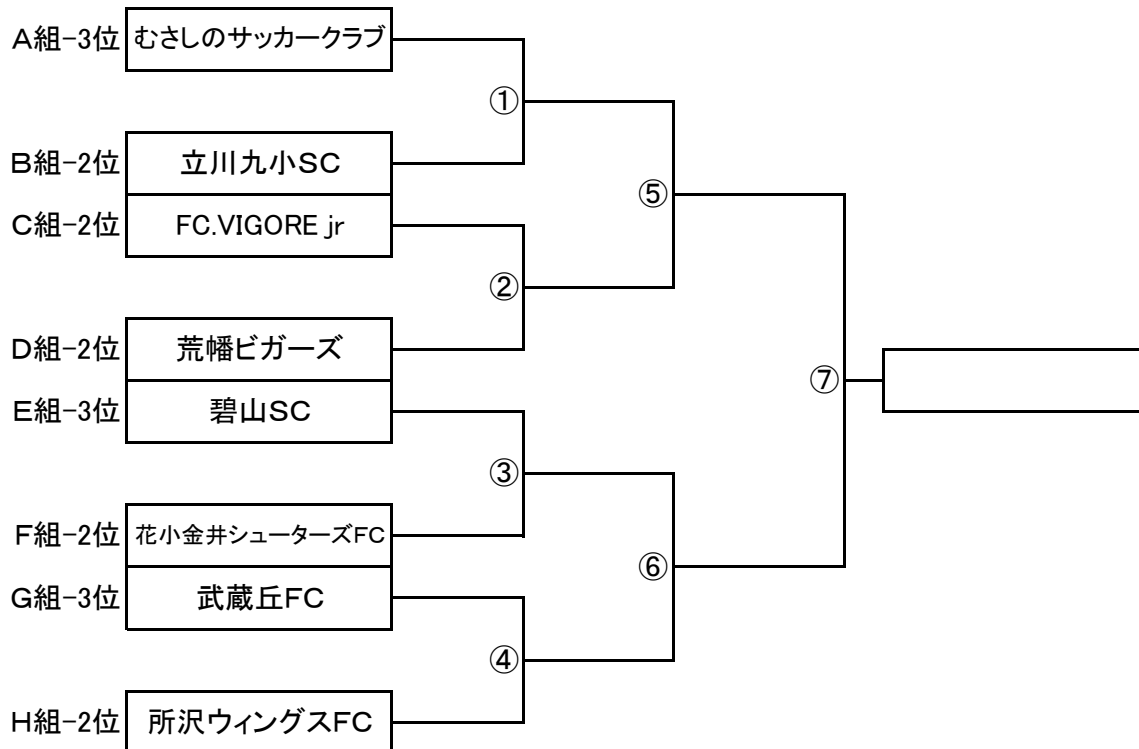 A組-3位 むさしのサッカークラブ
①
B組-2位 立川九小SC
⑤
C組-2位 FC.VIGORE jr
②
D組-2位 荒幡ビガーズ
⑦
E組-3位 碧山SC
③
F組-2位 花小金井シューターズFC
⑥
G組-3位 武蔵丘FC
④
H組-2位 所沢ウィングスFC